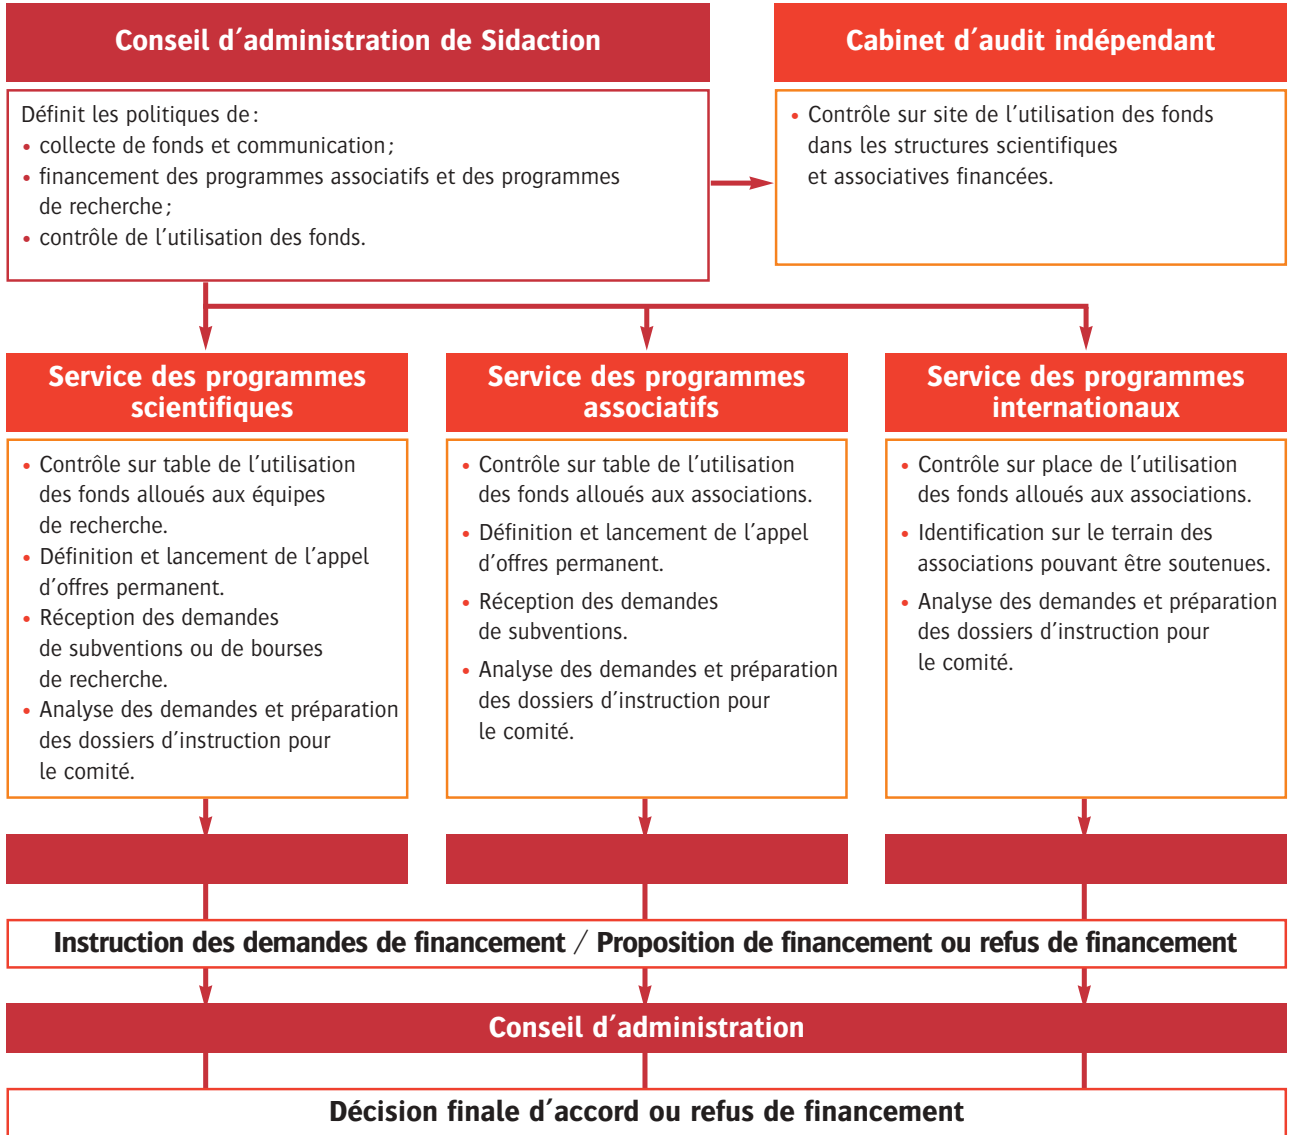 Conseil d´administration de Sidaction
Définit les politiques de :
• collecte de fonds et communication ;
• financement des programmes associatifs et des programmes
de recherche ;
• contrôle de l’utilisation des fonds.
Cabinet d´audit indépendant
• Contrôle sur site de l’utilisation des fonds
dans les structures scientifiques
et associatives financées.
Service des programmes
scientifiques
• Contrôle sur table de l’utilisation
des fonds alloués aux équipes
de recherche.
• Définition et lancement de l’appel
d’offres permanent.
• Réception des demandes
de subventions ou de bourses
de recherche.
• Analyse des demandes et préparation
des dossiers d’instruction pour
le comité.
Service des programmes
associatifs
• Contrôle sur table de l’utilisation
des fonds alloués aux associations.
• Définition et lancement de l’appel
d’offres permanent.
• Réception des demandes
de subventions.
• Analyse des demandes et préparation
des dossiers d’instruction pour
le comité.
Service des programmes
internationaux
• Contrôle sur place de l’utilisation
des fonds alloués aux associations.
• Identification sur le terrain des
associations pouvant être soutenues.
• Analyse des demandes et préparation
des dossiers d’instruction pour
le comité.
Instruction des demandes de financement / Proposition de financement ou refus de financement
Conseil d´administration
Décision finale d´accord ou refus de financement